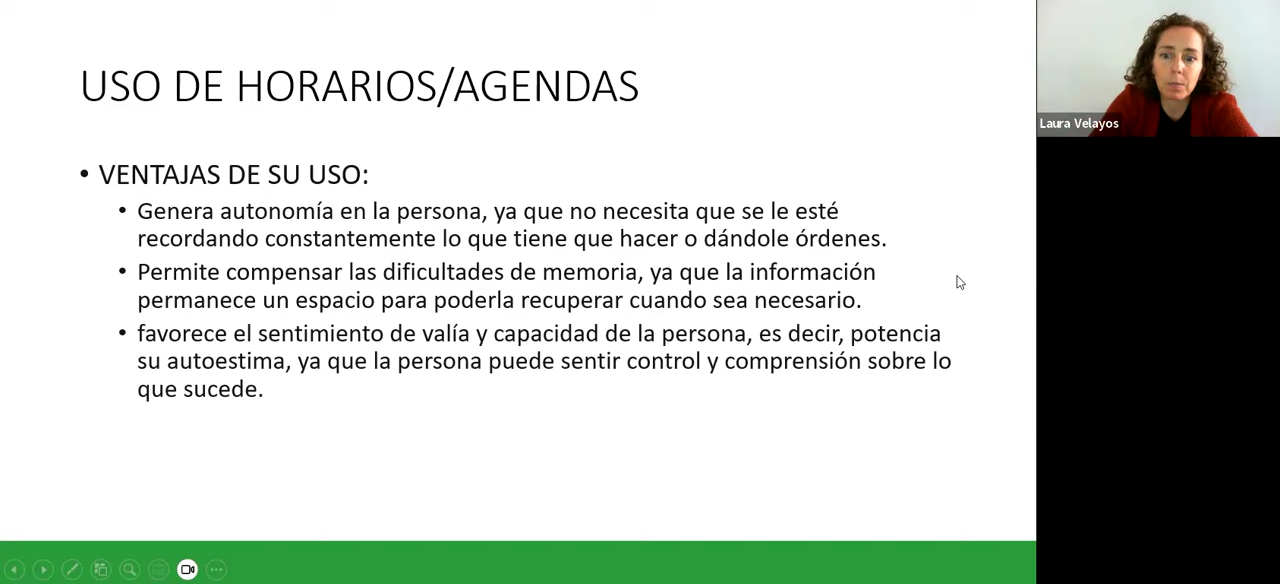 USO DE HORARIOS/AGENDAS
• VENTAJAS DE SU USO:
• Genera autonomía en la persona, ya que no necesita que se le esté
recordando constantemente lo que tiene que hacer o dándole órdenes.
• Permite compensar las dificultades de memoria, ya que la información
permanece un espacio para poderla recuperar cuando sea necesario.
• favorece el sentimiento de valía y capacidad de la persona, es decir, potencia
su autoestima, ya que la persona puede sentir control y comprensión sobre lo
que sucede.
Laura Velayos